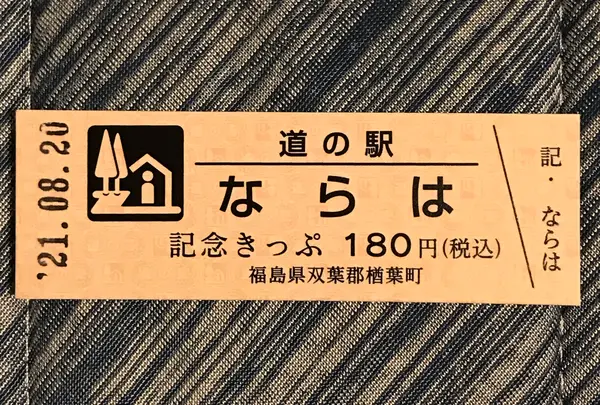 '21.08.20
道の駅
ならは
記念きっぷ 180円(税込)
福島県双葉郡楢葉町
記・ならは